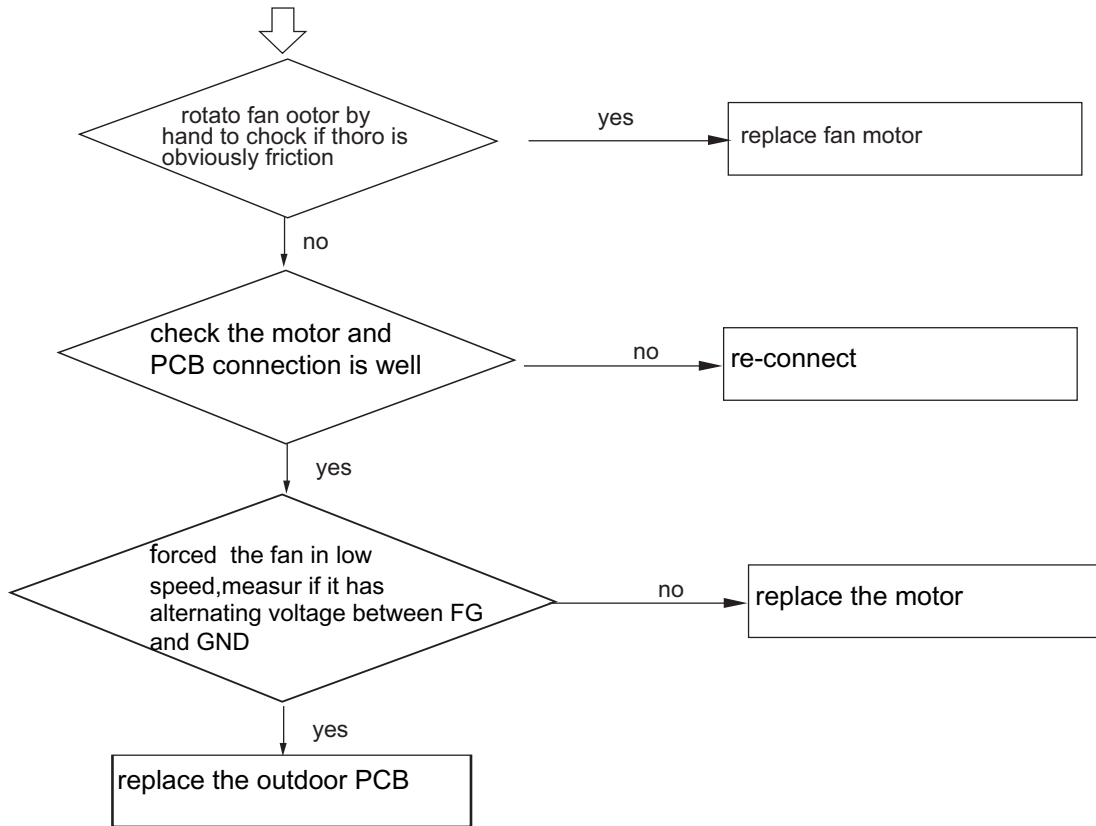 rotato fan ootor by
hand to chock if thoro is
obviously friction
yes
replace fan motor
no
check the motor and
PCB connection is well
no
re-connect
yes
forced the fan in low
speed,measur if it has
alternating voltage between FG
and GND
no
replace the motor
yes
replace the outdoor PCB